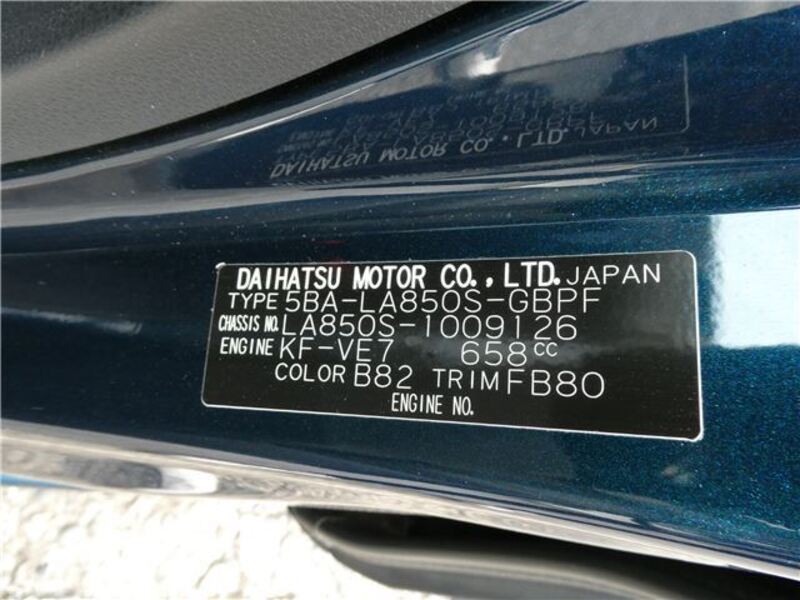 DAIHATSU MOTOR CO., LTD. JAPAN
TYPE 5BA-LA850S-GBPF
CHASSIS NO. LA850S-1009126
ENGINE KF-VE7 658CC
COLOR B82 TRIM FB80
ENGINE NO.